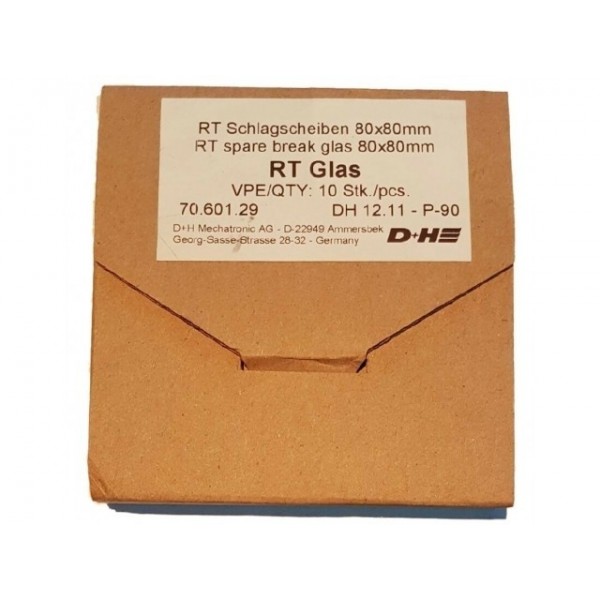 RT Schlagscheiben 80x80mm
RT spare break glas 80x80mm
RT Glas
VPE/QTY: 10 Stk./pcs.
70.601.29 DH 12.11 - P-90
D+H Mechatronic AG - D-22949 Ammersbek
Georg-Sasse-Strasse 28-32 - Germany
D+H